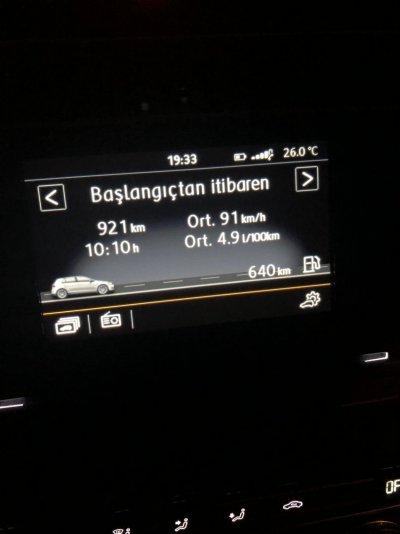 19:33 26.0 °C
Başlangıçtan itibaren
921 km Ort. 91 km/h
10:10 h Ort. 4.9 l/100km
640 km
OF